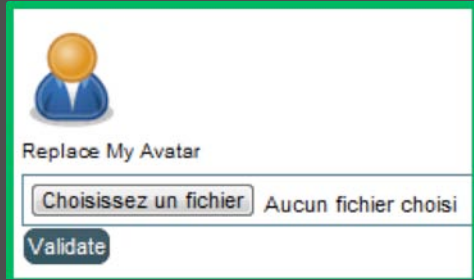 Replace My Avatar
Choisissez un fichier Aucun fichier choisi
Validate